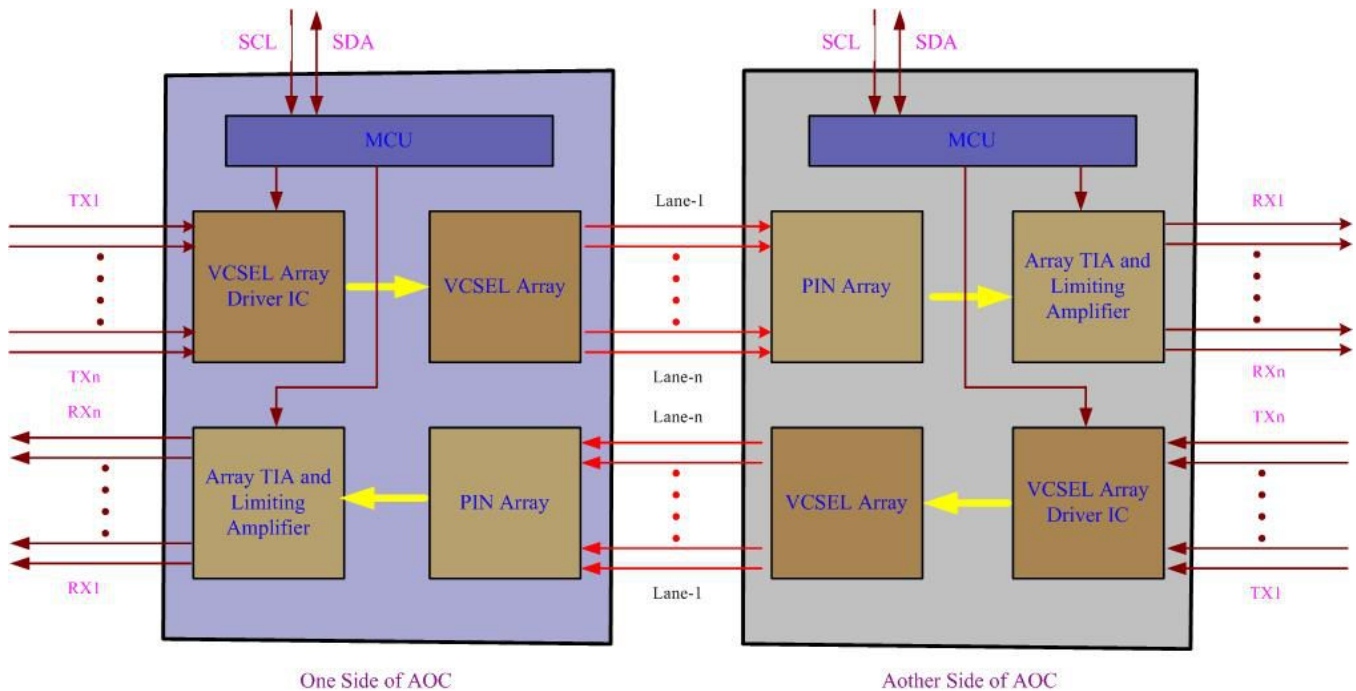 SCL
SDA
SCL
SDA
MCU
MCU
TX1
Lane-1
RX1
VCSEL Array
Driver IC
VCSEL Array
PIN Array
Array TIA and
Limiting
Amplifier
TXn
Lane-n
RXn
RXn
Lane-n
TXn
Array TIA and
Limiting
Amplifier
PIN Array
VCSEL Array
VCSEL Array
Driver IC
RX1
Lane-1
TX1
One Side of AOC
Aother Side of AOC